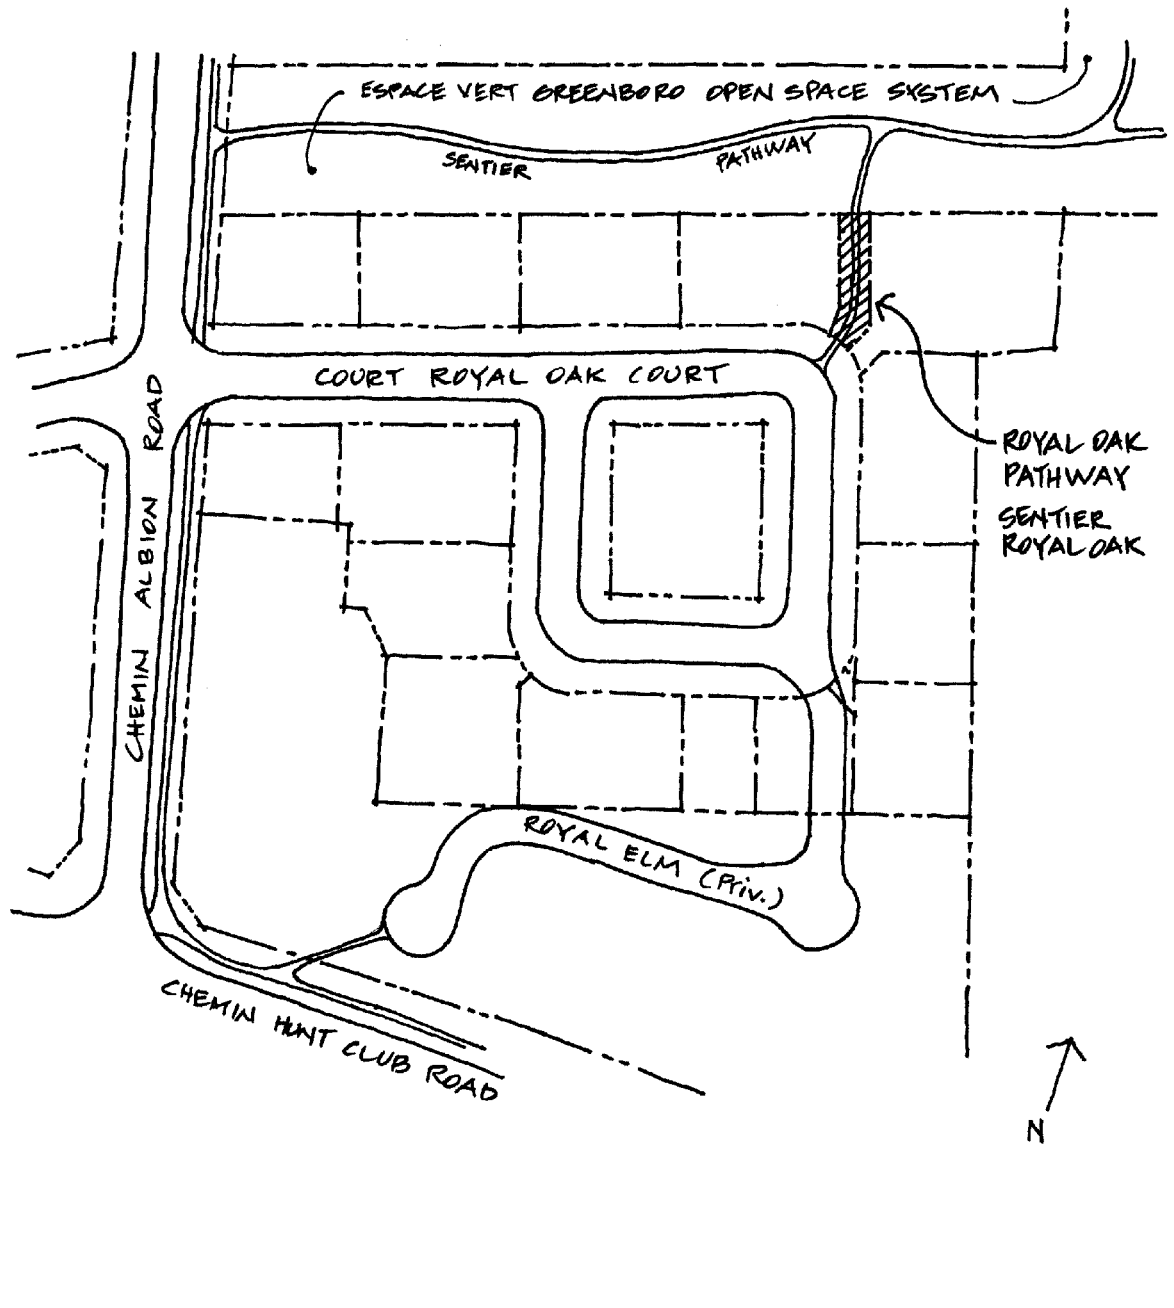 ESPACE VERT GREENBORO OPEN SPACE SYSTEM
SENTIER PATHWAY
COURT ROYAL OAK COURT
ROYAL OAK
PATHWAY
SENTIER
ROYAL OAK
CHEMIN ALBION ROAD
ROYAL ELM (Priv.)
CHEMIN HUNT CLUB ROAD
N